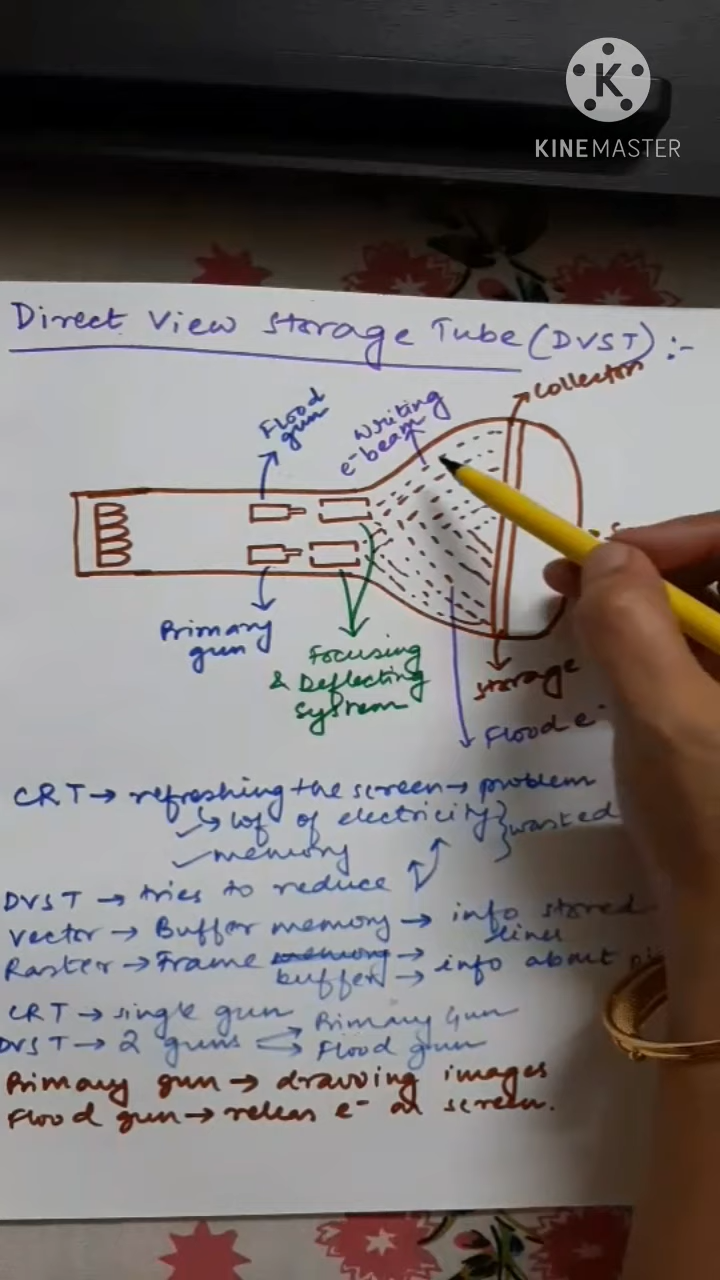 KINEMASTER
Direct View Storage Tube (DVST) :-
Collector
Flood gun
Writing e⁻ beam
Primary gun
Focusing & Deflecting System
Storage
Flood e⁻
CRT → refreshing the screen → problem
↳ lof of electricity } wasted
memory
DVST → tries to reduce
Vector → Buffer memory → info stored
lines
Raster → Frame memory →
buffer → info about
CRT → single gun
Primary Gun
DVST → 2 guns
Flood gun
Primary gun → drawing images
Flood gun → releas e⁻ at screen.